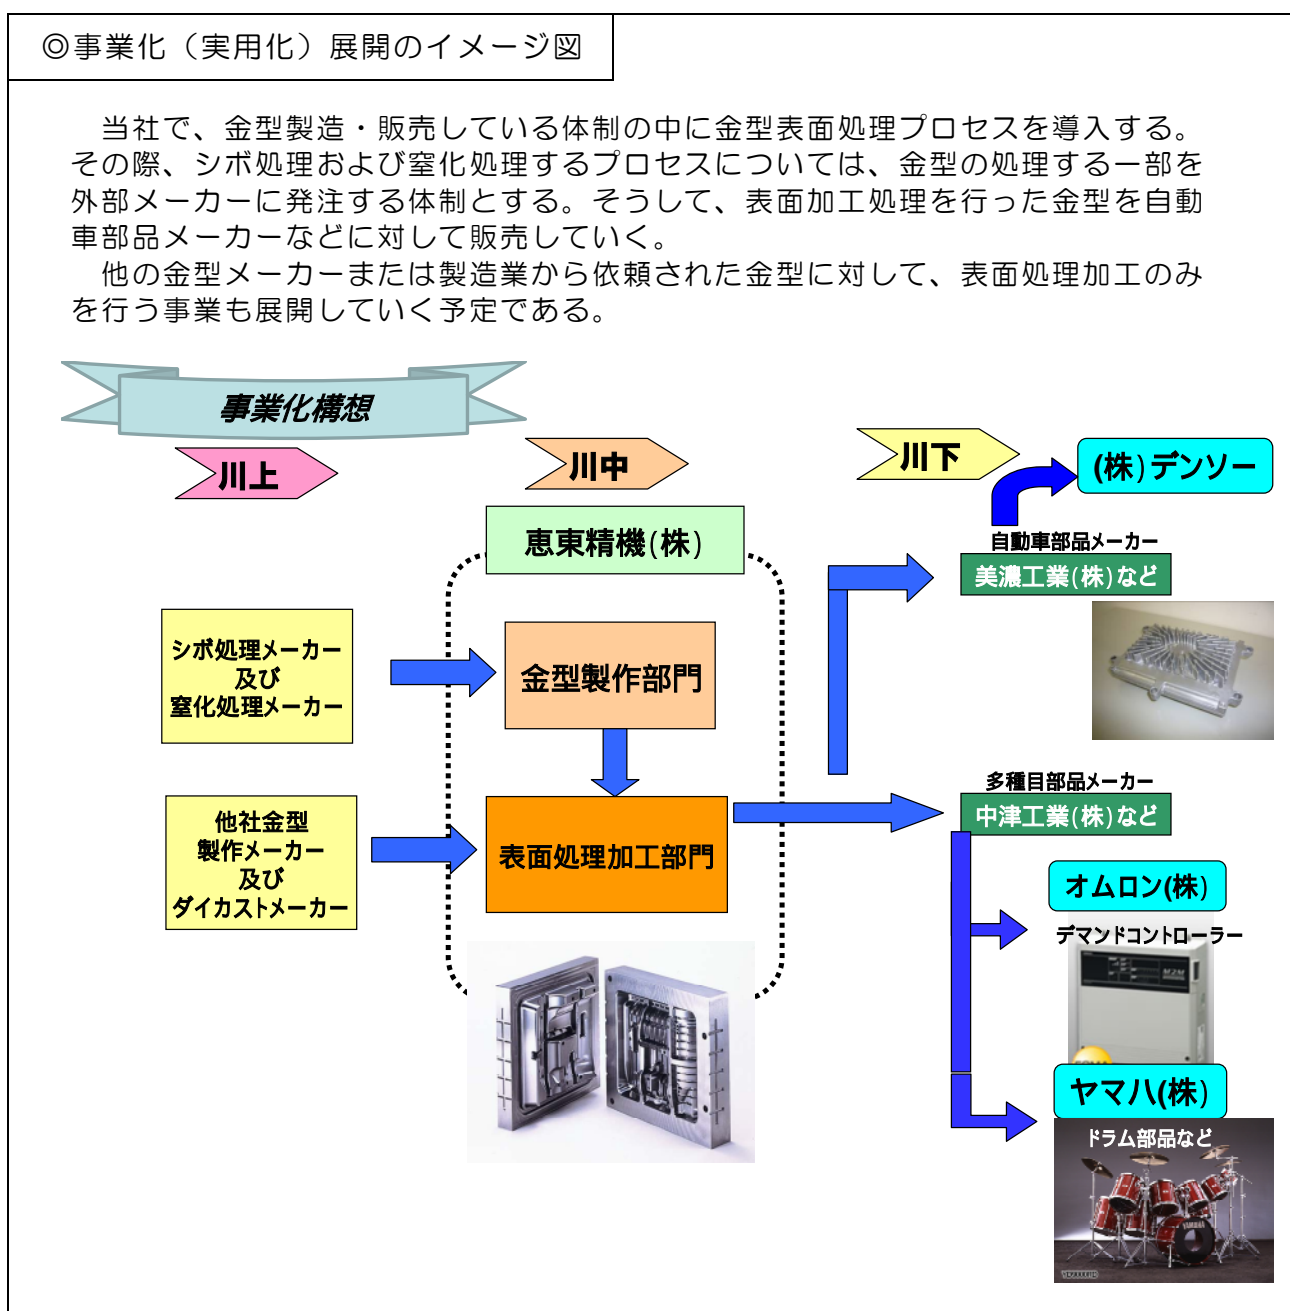 ◎事業化（実用化）展開のイメージ図
当社で、金型製造・販売している体制の中に金型表面処理プロセスを導入する。
その際、シボ処理および窒化処理するプロセスについては、金型の処理する一部を
外部メーカーに発注する体制とする。そうして、表面加工処理を行った金型を自動
車部品メーカーなどに対して販売していく。
他の金型メーカーまたは製造業から依頼された金型に対して、表面処理加工のみ
を行う事業も展開していく予定である。
事業化構想
川上
川中
川下
(株)デンソー
恵東精機(株)
自動車部品メーカー
美濃工業(株)など
シボ処理メーカー
及び
窒化処理メーカー
金型製作部門
多種目部品メーカー
中津工業(株)など
他社金型
製作メーカー
及び
ダイカストメーカー
表面処理加工部門
オムロン(株)
デマンドコントローラー
ヤマハ(株)
ドラム部品など
YAMAHA